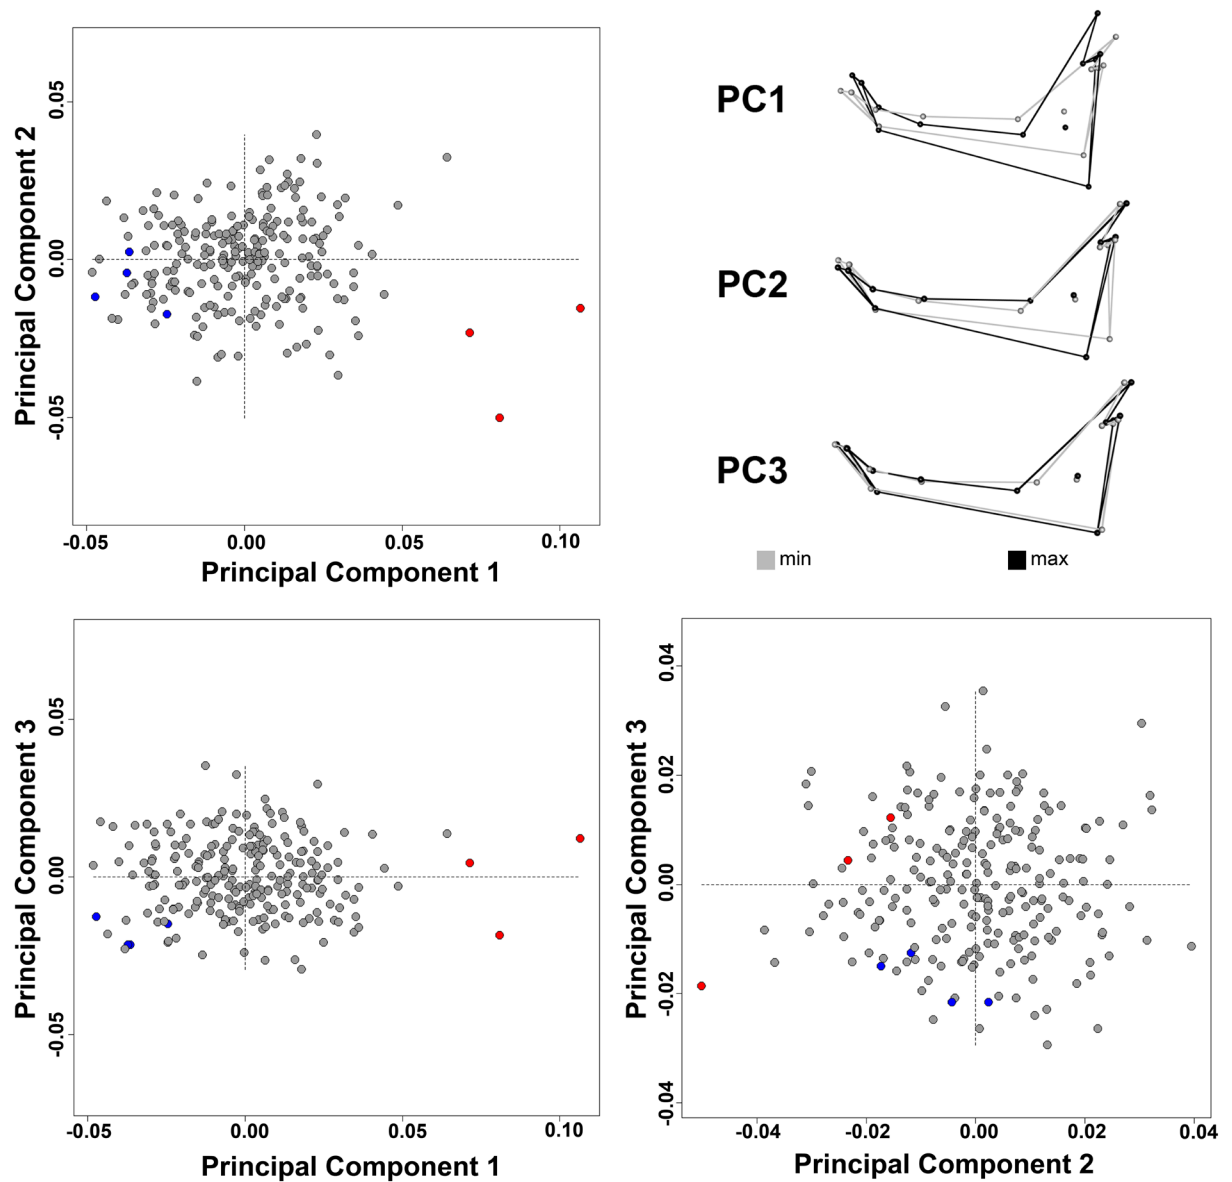 Principal Component 2
0.05
0.00
-0.05
-0.05
0.00
0.05
0.10
Principal Component 1
PC1
PC2
PC3
min
max
Principal Component 3
0.05
0.00
-0.05
-0.05
0.00
0.05
0.10
Principal Component 1
Principal Component 3
0.04
0.02
0.00
-0.02
-0.04
-0.04
-0.02
0.00
0.02
0.04
Principal Component 2